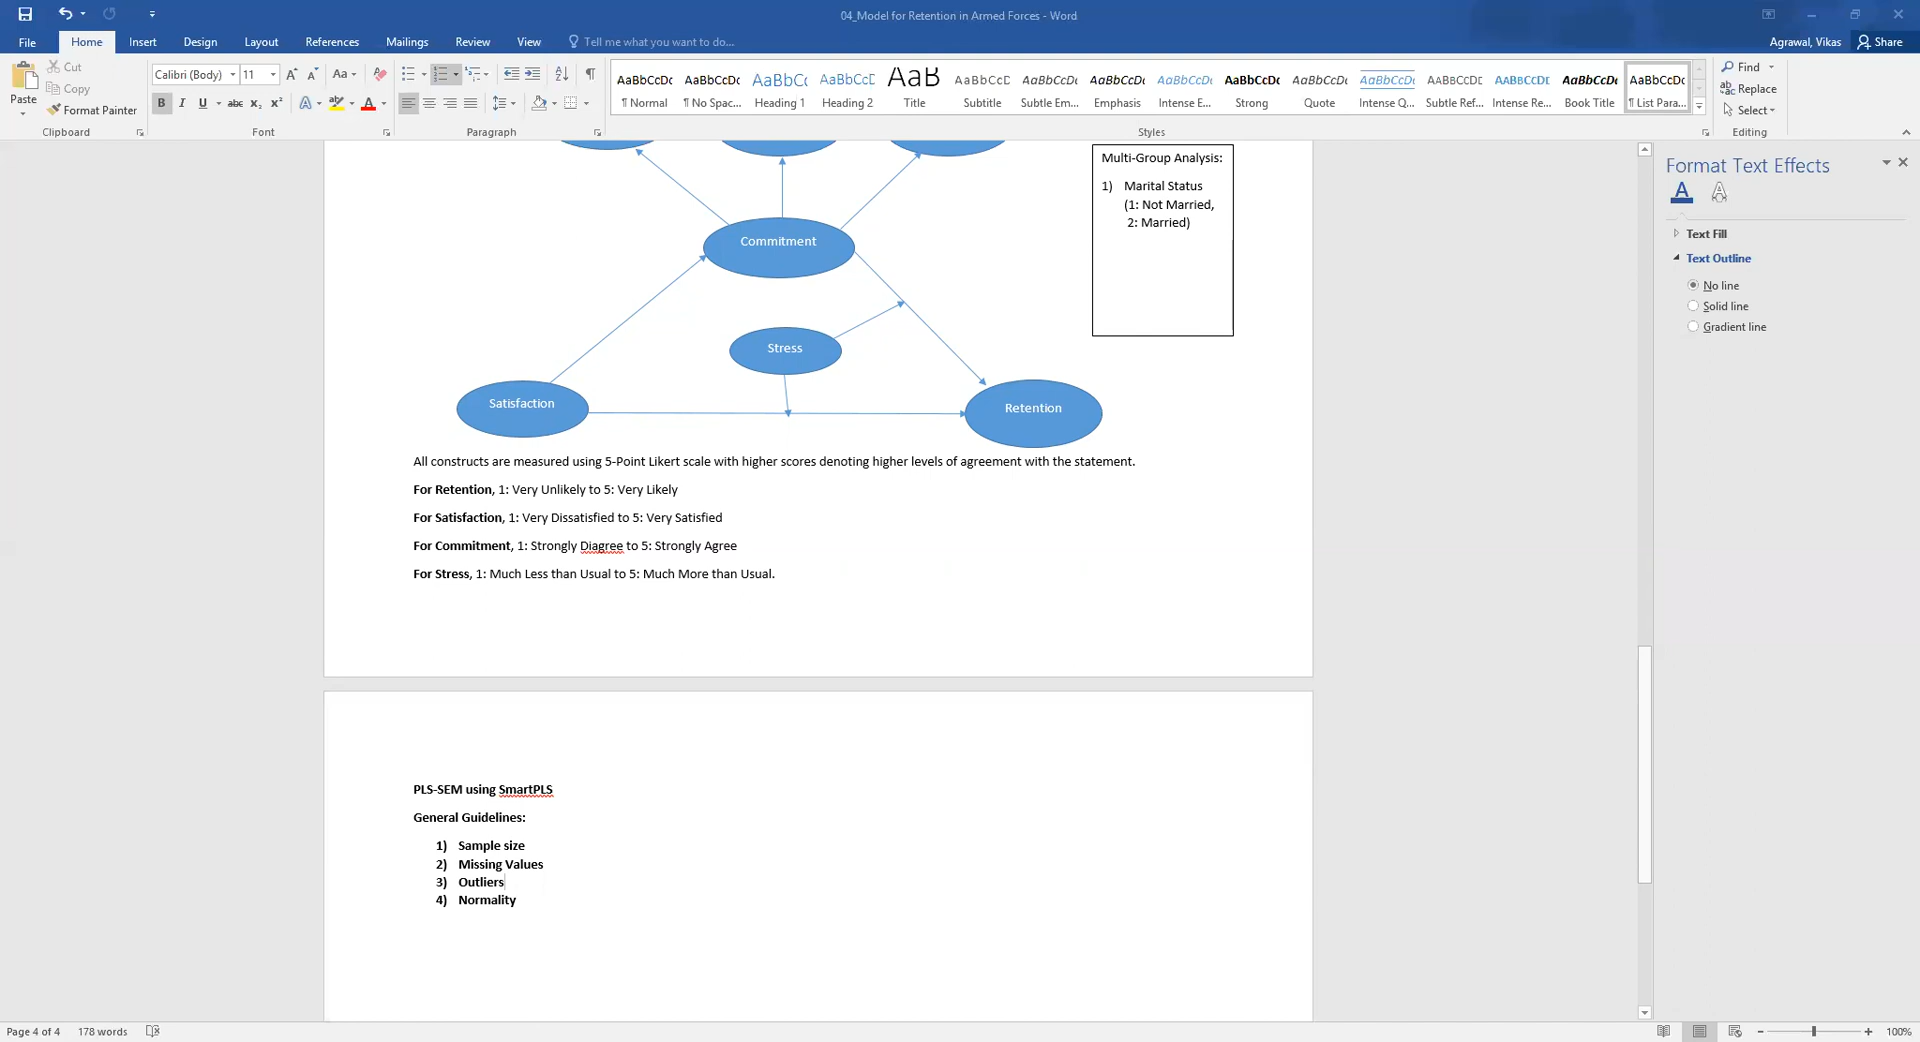 04_Model for Retention in Armed Forces - Word
File Home Insert Design Layout References Mailings Review View Tell me what you want to do... Agrawal, Vikas Share
Paste
Cut
Copy
Format Painter
Clipboard
Calibri (Body) 11
Font
Paragraph
AaBbCcDc AaBbCcDc AaBbCc AaBbCcD AaB AaBbCcD AaBbCcDc AaBbCcDc AaBbCcDc AaBbCcDc AaBbCcDc AaBbCcDc AaBbCcDc AaBbCcDc AaBbCcDc AaBbCcDc
¶ Normal ¶ No Spac... Heading 1 Heading 2 Title Subtitle Subtle Em... Emphasis Intense E... Strong Quote Intense Q... Subtle Ref... Intense Re... Book Title ¶ List Para...
Styles
Find
Replace
Select
Editing
Multi-Group Analysis:
1) Marital Status
(1: Not Married,
2: Married)
Commitment
Stress
Satisfaction
Retention
All constructs are measured using 5-Point Likert scale with higher scores denoting higher levels of agreement with the statement.
For Retention, 1: Very Unlikely to 5: Very Likely
For Satisfaction, 1: Very Dissatisfied to 5: Very Satisfied
For Commitment, 1: Strongly Diagree to 5: Strongly Agree
For Stress, 1: Much Less than Usual to 5: Much More than Usual.
PLS-SEM using SmartPLS
General Guidelines:
1) Sample size
2) Missing Values
3) Outliers
4) Normality
Format Text Effects
Text Fill
Text Outline
No line
Solid line
Gradient line
Page 4 of 4 178 words
100%